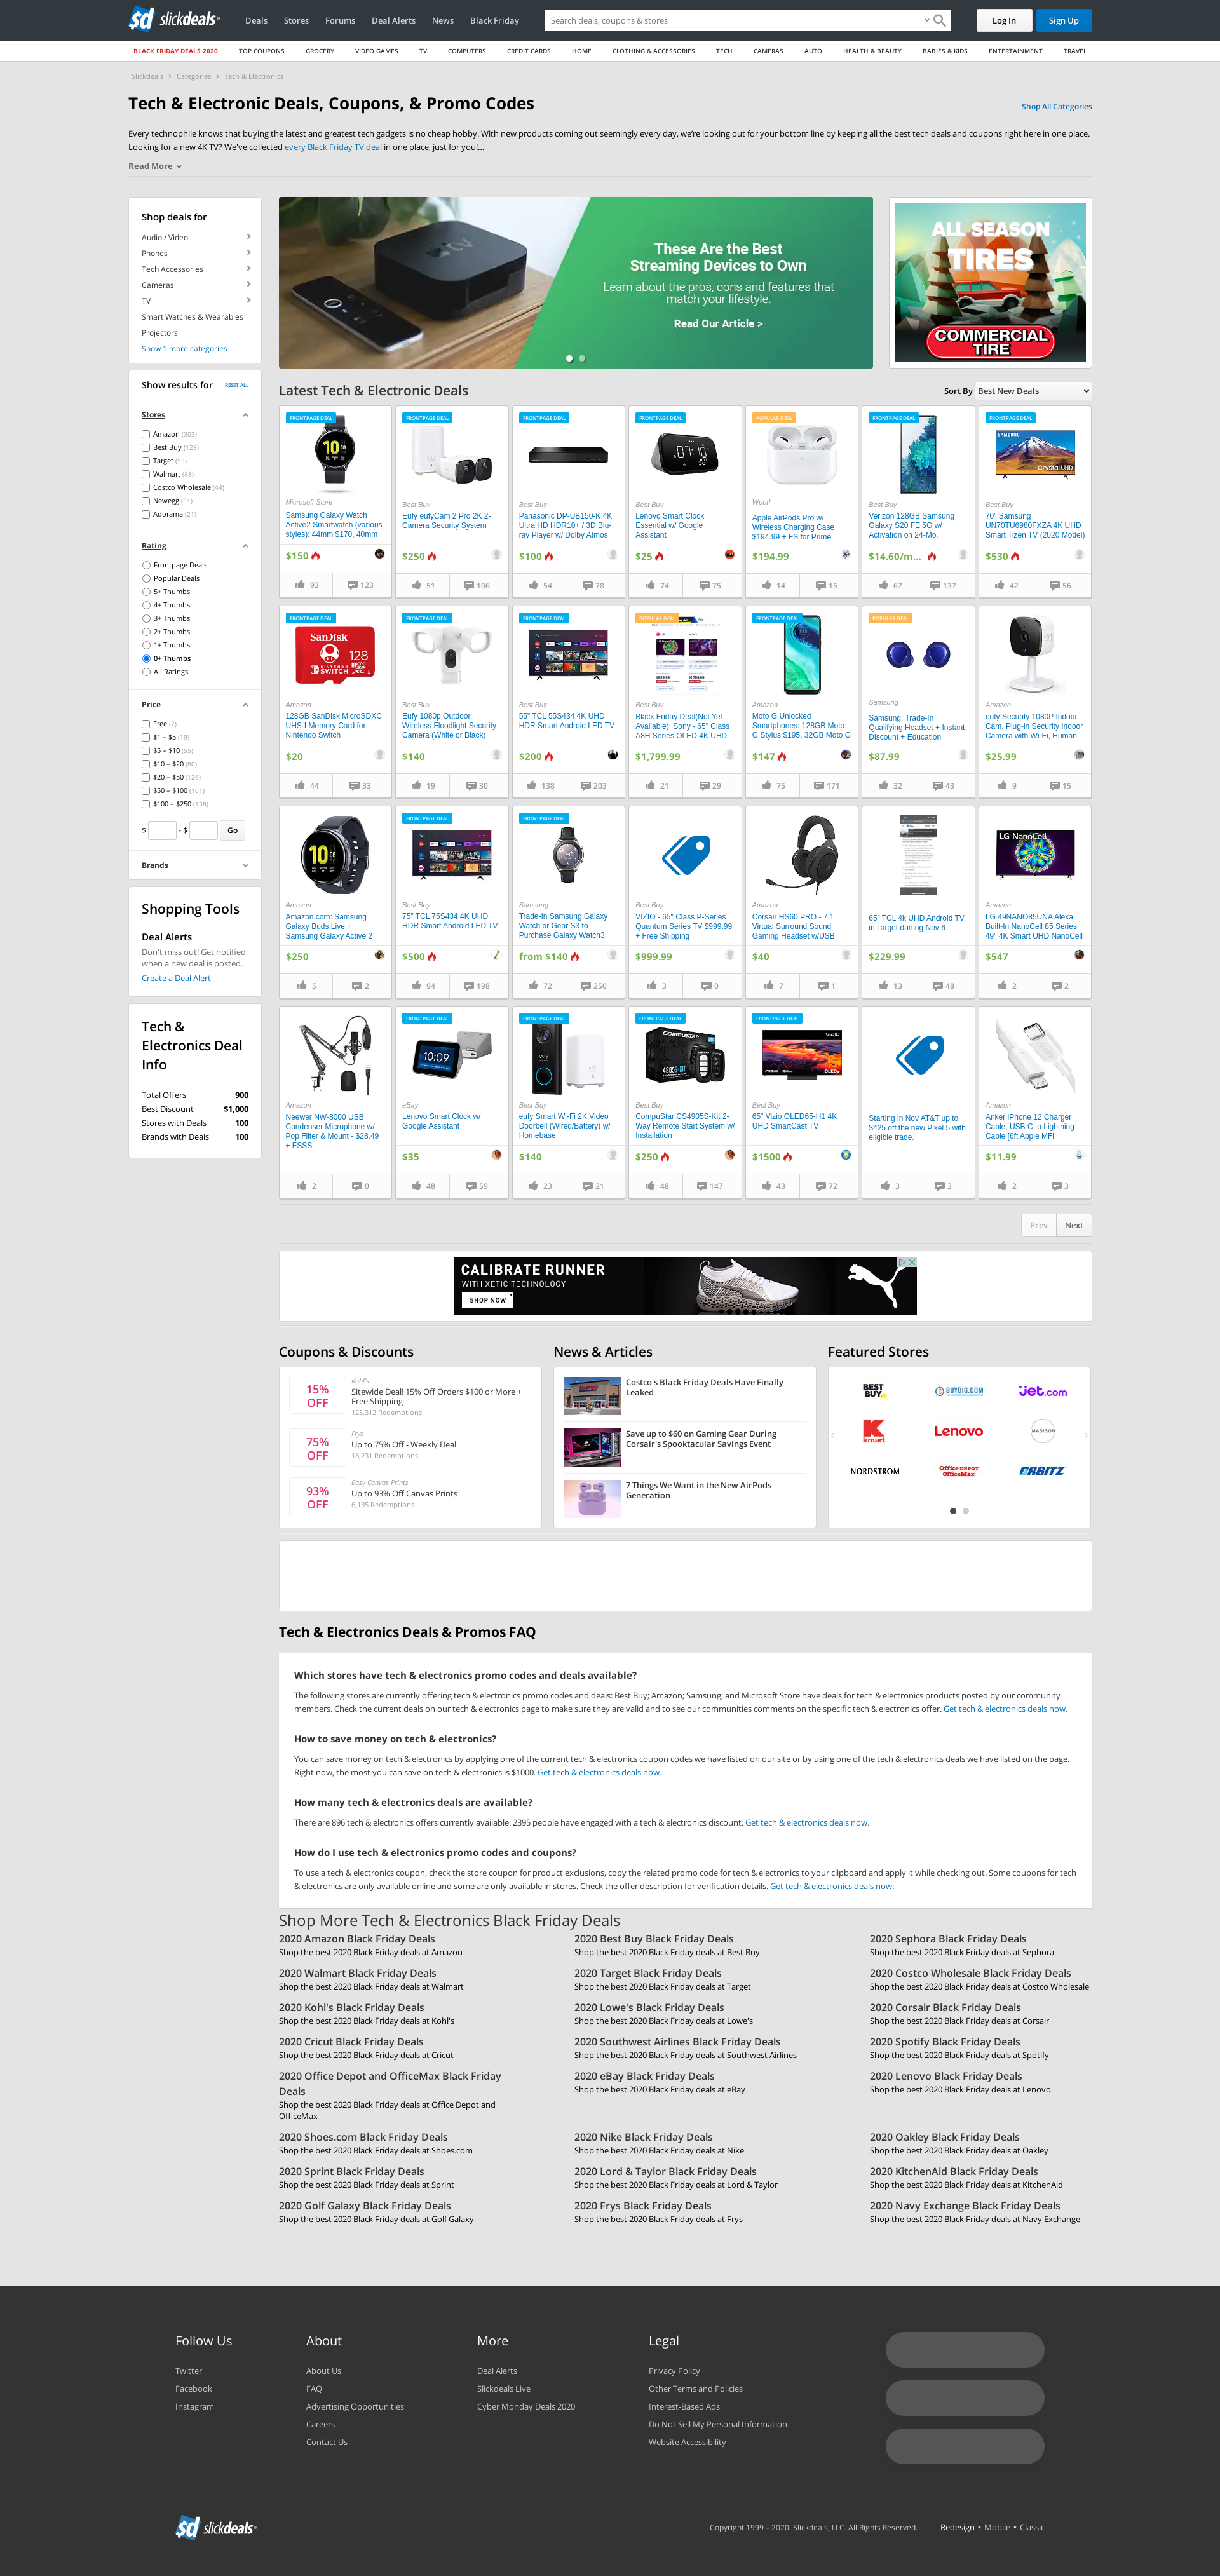 sd slickdeals
Deals Stores Forums Deal Alerts News Black Friday
Search deals, coupons & stores
Log In Sign Up
BLACK FRIDAY DEALS 2020 TOP COUPONS GROCERY VIDEO GAMES TV COMPUTERS CREDIT CARDS HOME CLOTHING & ACCESSORIES TECH CAMERAS AUTO HEALTH & BEAUTY BABIES & KIDS ENTERTAINMENT TRAVEL
Slickdeals › Categories › Tech & Electronics
Tech & Electronic Deals, Coupons, & Promo Codes
Shop All Categories
Every technophile knows that buying the latest and greatest tech gadgets is no cheap hobby. With new products coming out seemingly every day, we're looking out for your bottom line by keeping all the best tech deals and coupons right here in one place.
Looking for a new 4K TV? We've collected every Black Friday TV deal in one place, just for you!...
Read More
Shop deals for
Audio / Video
Phones
Tech Accessories
Cameras
TV
Smart Watches & Wearables
Projectors
Show 1 more categories
Show results for RESET ALL
Stores
Amazon (303)
Best Buy (128)
Target (55)
Walmart (48)
Costco Wholesale (44)
Newegg (31)
Adorama (21)
Rating
Frontpage Deals
Popular Deals
5+ Thumbs
4+ Thumbs
3+ Thumbs
2+ Thumbs
1+ Thumbs
0+ Thumbs
All Ratings
Price
Free (7)
$1 – $5 (19)
$5 – $10 (55)
$10 – $20 (80)
$20 – $50 (126)
$50 – $100 (101)
$100 – $250 (138)
$ - $ Go
Brands
Shopping Tools
Deal Alerts
Don't miss out! Get notified
when a new deal is posted.
Create a Deal Alert
Tech &
Electronics Deal
Info
Total Offers 900
Best Discount $1,000
Stores with Deals 100
Brands with Deals 100
tv
These Are the Best
Streaming Devices to Own
Learn about the pros, cons and features that
match your lifestyle.
Read Our Article >
ALL SEASON
TIRES
COMMERCIAL
TIRE
Latest Tech & Electronic Deals
Sort By Best New Deals
FRONTPAGE DEAL
Microsoft Store
Samsung Galaxy Watch
Active2 Smartwatch (various
styles): 44mm $170, 40mm
$150
93 123
FRONTPAGE DEAL
Best Buy
Eufy eufyCam 2 Pro 2K 2-
Camera Security System
$250
51 106
FRONTPAGE DEAL
Best Buy
Panasonic DP-UB150-K 4K
Ultra HD HDR10+ / 3D Blu-
ray Player w/ Dolby Atmos
$100
54 78
FRONTPAGE DEAL
Best Buy
Lenovo Smart Clock
Essential w/ Google
Assistant
$25
74 75
POPULAR DEAL
Woot!
Apple AirPods Pro w/
Wireless Charging Case
$194.99 + FS for Prime
$194.99
14 15
FRONTPAGE DEAL
Best Buy
Verizon 128GB Samsung
Galaxy S20 FE 5G w/
Activation on 24-Mo.
$14.60/m...
67 137
FRONTPAGE DEAL
SAMSUNG
Crystal UHD
Best Buy
70" Samsung
UN70TU6980FXZA 4K UHD
Smart Tizen TV (2020 Model)
$530
42 56
FRONTPAGE DEAL
SanDisk
128
Amazon
128GB SanDisk MicroSDXC
UHS-I Memory Card for
Nintendo Switch
$20
44 33
FRONTPAGE DEAL
Best Buy
Eufy 1080p Outdoor
Wireless Floodlight Security
Camera (White or Black)
$140
19 30
FRONTPAGE DEAL
Best Buy
55" TCL 55S434 4K UHD
HDR Smart Android LED TV
$200
138 203
POPULAR DEAL
Best Buy
Black Friday Deal(Not Yet
Available): Sony - 65" Class
A8H Series OLED 4K UHD -
$1,799.99
21 29
FRONTPAGE DEAL
Amazon
Moto G Unlocked
Smartphones: 128GB Moto
G Stylus $195, 32GB Moto G
$147
75 171
POPULAR DEAL
Samsung
Samsung: Trade-In
Qualifying Headset + Instant
Discount + Education
$87.99
32 43
Amazon
eufy Security 1080P Indoor
Cam, Plug-in Security Indoor
Camera with Wi-Fi, Human
$25.99
9 15
Amazon
Amazon.com: Samsung
Galaxy Buds Live +
Samsung Galaxy Active 2
$250
5 2
FRONTPAGE DEAL
Best Buy
75" TCL 75S434 4K UHD
HDR Smart Android LED TV
$500
94 198
FRONTPAGE DEAL
Samsung
Trade-In Samsung Galaxy
Watch or Gear S3 to
Purchase Galaxy Watch3
from $140
72 250
Best Buy
VIZIO - 65" Class P-Series
Quantum Series TV $999.99
+ Free Shipping
$999.99
3 0
Amazon
Corsair HS60 PRO - 7.1
Virtual Surround Sound
Gaming Headset w/USB
$40
7 1
65" TCL 4k UHD Android TV
in Target darting Nov 6
$229.99
13 48
LG NanoCell
Amazon
LG 49NANO85UNA Alexa
Built-In NanoCell 85 Series
49" 4K Smart UHD NanoCell
$547
2 2
Amazon
Neewer NW-8000 USB
Condenser Microphone w/
Pop Filter & Mount - $28.49
+ FSSS
2 0
FRONTPAGE DEAL
10:09
eBay
Lenovo Smart Clock w/
Google Assistant
$35
48 59
FRONTPAGE DEAL
Best Buy
eufy Smart Wi-Fi 2K Video
Doorbell (Wired/Battery) w/
Homebase
$140
23 21
FRONTPAGE DEAL
COMPUSTAR
4905S-KIT
Best Buy
CompuStar CS4905S-Kit 2-
Way Remote Start System w/
Installation
$250
48 147
FRONTPAGE DEAL
VIZIO
Best Buy
65" Vizio OLED65-H1 4K
UHD SmartCast TV
$1500
43 72
Starting in Nov AT&T up to
$425 off the new Pixel 5 with
eligible trade.
3 3
Amazon
Anker iPhone 12 Charger
Cable, USB C to Lightning
Cable [6ft Apple MFi
$11.99
2 3
Prev Next
CALIBRATE RUNNER
WITH XETIC TECHNOLOGY
SHOP NOW
Coupons & Discounts
15%
OFF
Kohl's
Sitewide Deal! 15% Off Orders $100 or More +
Free Shipping
125,312 Redemptions
75%
OFF
Frys
Up to 75% Off - Weekly Deal
18,231 Redemptions
93%
OFF
Easy Canvas Prints
Up to 93% Off Canvas Prints
6,135 Redemptions
News & Articles
Costco's Black Friday Deals Have Finally
Leaked
Save up to $60 on Gaming Gear During
Corsair's Spooktacular Savings Event
7 Things We Want in the New AirPods
Generation
Featured Stores
BEST BUY BUYDIG.COM jet.com
K kmart Lenovo MADISON
NORDSTROM Office DEPOT OfficeMax ORBITZ
Tech & Electronics Deals & Promos FAQ
Which stores have tech & electronics promo codes and deals available?
The following stores are currently offering tech & electronics promo codes and deals: Best Buy; Amazon; Samsung; and Microsoft Store have deals for tech & electronics products posted by our community
members. Check the current deals on our tech & electronics page to make sure they are valid and to see our communities comments on the specific tech & electronics offer. Get tech & electronics deals now.
How to save money on tech & electronics?
You can save money on tech & electronics by applying one of the current tech & electronics coupon codes we have listed on our site or by using one of the tech & electronics deals we have listed on the page.
Right now, the most you can save on tech & electronics is $1000. Get tech & electronics deals now.
How many tech & electronics deals are available?
There are 896 tech & electronics offers currently available. 2395 people have engaged with a tech & electronics discount. Get tech & electronics deals now.
How do I use tech & electronics promo codes and coupons?
To use a tech & electronics coupon, check the store coupon for product exclusions, copy the related promo code for tech & electronics to your clipboard and apply it while checking out. Some coupons for tech
& electronics are only available online and some are only available in stores. Check the offer description for verification details. Get tech & electronics deals now.
Shop More Tech & Electronics Black Friday Deals
2020 Amazon Black Friday Deals 2020 Best Buy Black Friday Deals 2020 Sephora Black Friday Deals
Shop the best 2020 Black Friday deals at Amazon Shop the best 2020 Black Friday deals at Best Buy Shop the best 2020 Black Friday deals at Sephora
2020 Walmart Black Friday Deals 2020 Target Black Friday Deals 2020 Costco Wholesale Black Friday Deals
Shop the best 2020 Black Friday deals at Walmart Shop the best 2020 Black Friday deals at Target Shop the best 2020 Black Friday deals at Costco Wholesale
2020 Kohl's Black Friday Deals 2020 Lowe's Black Friday Deals 2020 Corsair Black Friday Deals
Shop the best 2020 Black Friday deals at Kohl's Shop the best 2020 Black Friday deals at Lowe's Shop the best 2020 Black Friday deals at Corsair
2020 Cricut Black Friday Deals 2020 Southwest Airlines Black Friday Deals 2020 Spotify Black Friday Deals
Shop the best 2020 Black Friday deals at Cricut Shop the best 2020 Black Friday deals at Southwest Airlines Shop the best 2020 Black Friday deals at Spotify
2020 Office Depot and OfficeMax Black Friday
Deals
Shop the best 2020 Black Friday deals at Office Depot and
OfficeMax
2020 eBay Black Friday Deals 2020 Lenovo Black Friday Deals
Shop the best 2020 Black Friday deals at eBay Shop the best 2020 Black Friday deals at Lenovo
2020 Shoes.com Black Friday Deals 2020 Nike Black Friday Deals 2020 Oakley Black Friday Deals
Shop the best 2020 Black Friday deals at Shoes.com Shop the best 2020 Black Friday deals at Nike Shop the best 2020 Black Friday deals at Oakley
2020 Sprint Black Friday Deals 2020 Lord & Taylor Black Friday Deals 2020 KitchenAid Black Friday Deals
Shop the best 2020 Black Friday deals at Sprint Shop the best 2020 Black Friday deals at Lord & Taylor Shop the best 2020 Black Friday deals at KitchenAid
2020 Golf Galaxy Black Friday Deals 2020 Frys Black Friday Deals 2020 Navy Exchange Black Friday Deals
Shop the best 2020 Black Friday deals at Golf Galaxy Shop the best 2020 Black Friday deals at Frys Shop the best 2020 Black Friday deals at Navy Exchange
Follow Us
Twitter
Facebook
Instagram
About
About Us
FAQ
Advertising Opportunities
Careers
Contact Us
More
Deal Alerts
Slickdeals Live
Cyber Monday Deals 2020
Legal
Privacy Policy
Other Terms and Policies
Interest-Based Ads
Do Not Sell My Personal Information
Website Accessibility
sd slickdeals
Copyright 1999 – 2020. Slickdeals, LLC. All Rights Reserved. Redesign • Mobile • Classic